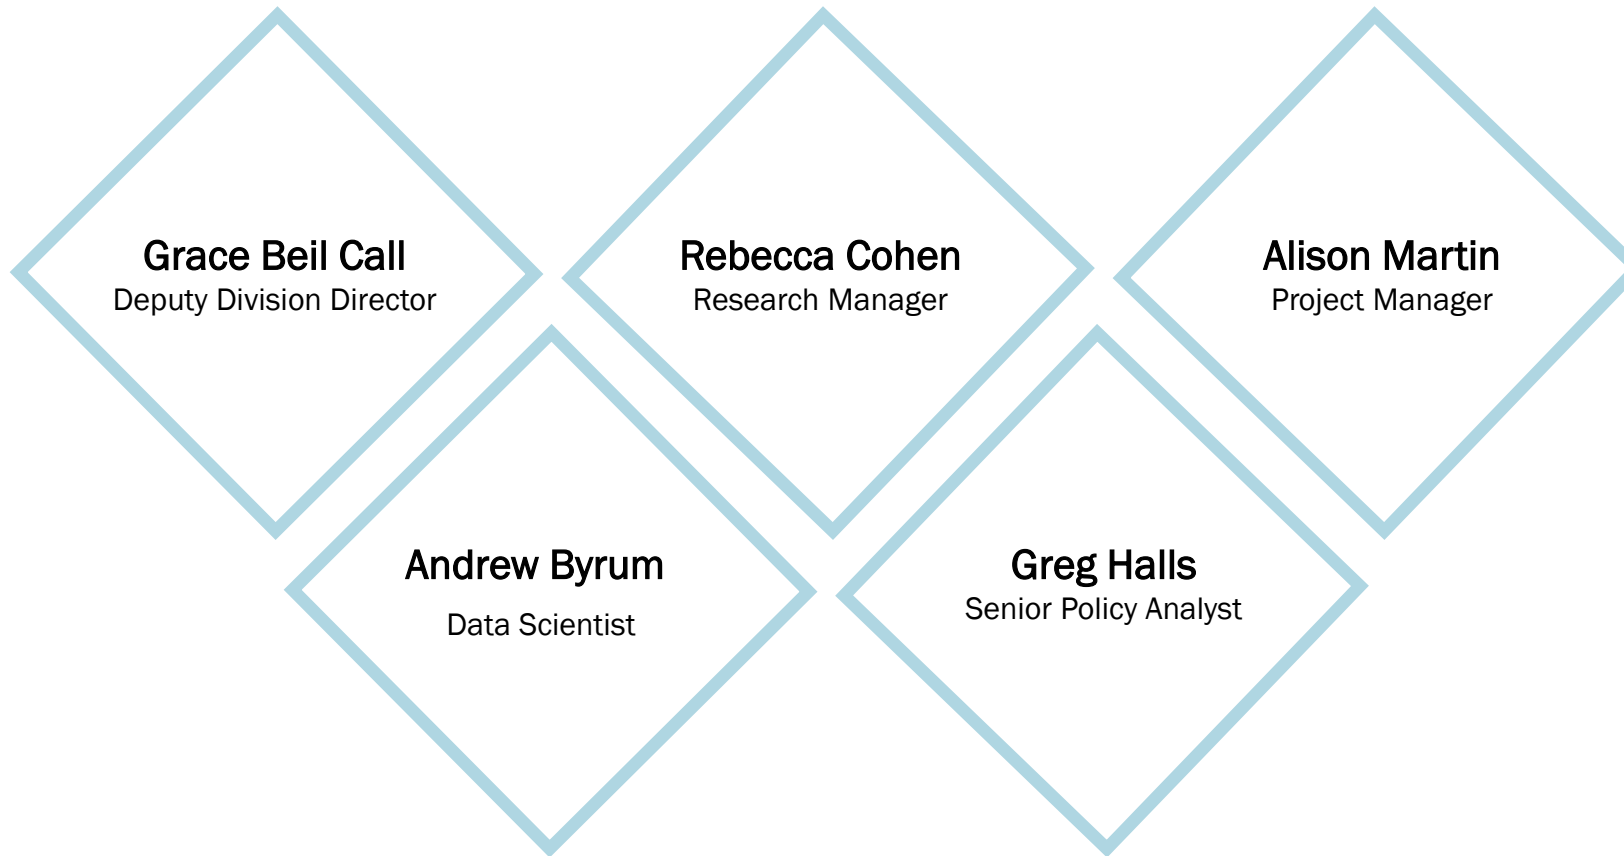 Grace Beil Call
Deputy Division Director
Rebecca Cohen
Research Manager
Alison Martin
Project Manager
Andrew Byrum
Data Scientist
Greg Halls
Senior Policy Analyst